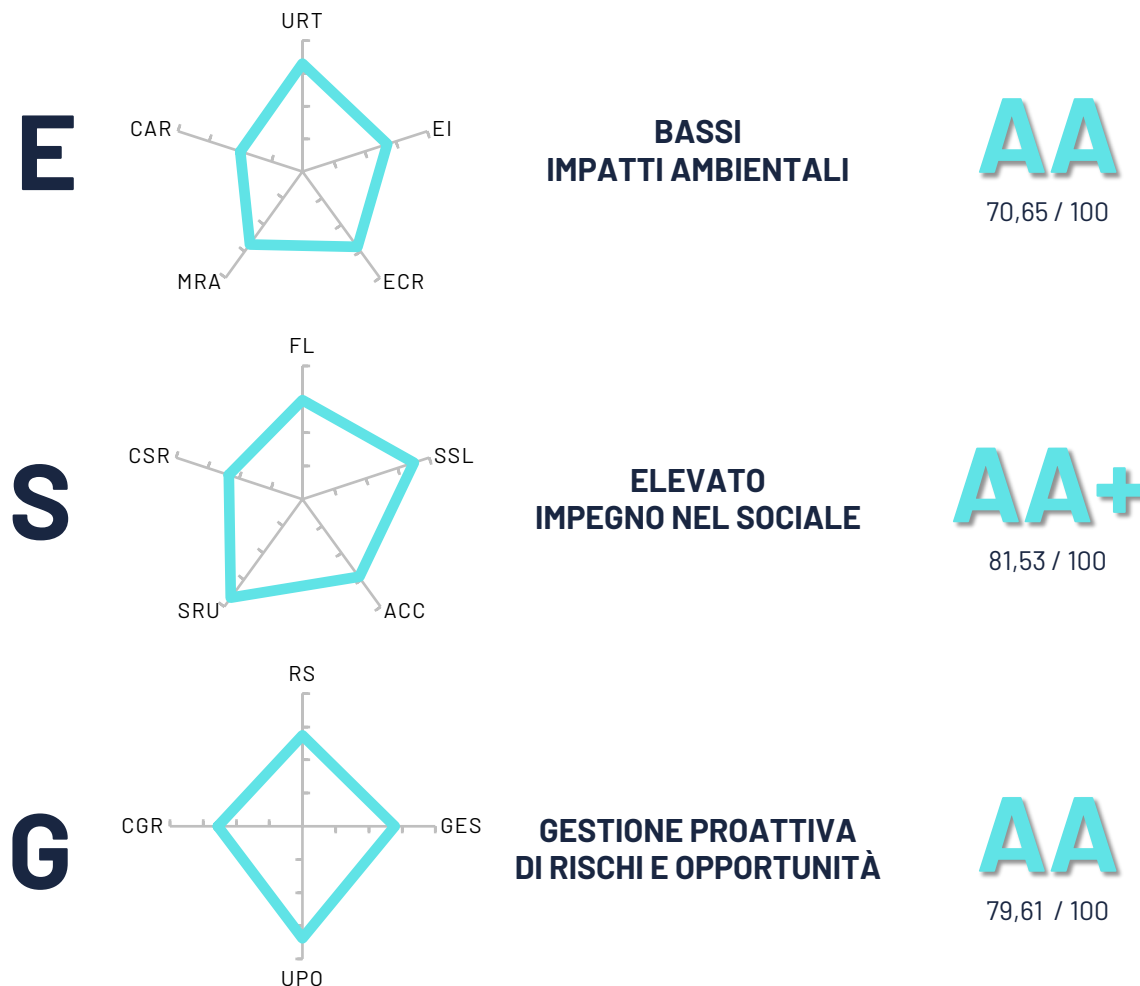 URT
E
CAR
EI
MRA
ECR
BASSI
IMPATTI AMBIENTALI
AA
70,65 / 100
FL
S
CSR
SSL
SRU
ACC
ELEVATO
IMPEGNO NEL SOCIALE
AA+
81,53 / 100
RS
G
CGR
GES
UPO
GESTIONE PROATTIVA
DI RISCHI E OPPORTUNITÀ
AA
79,61 / 100